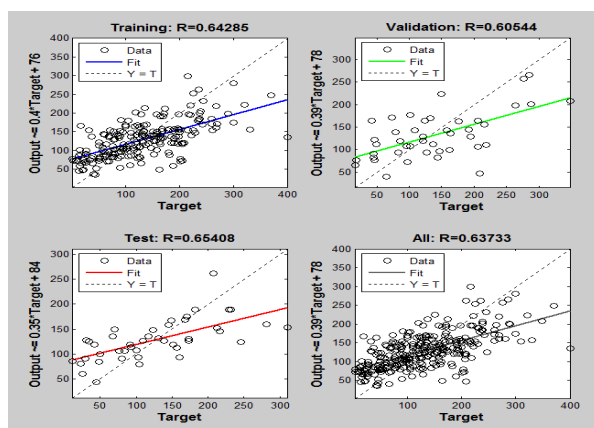 Training: R=0.64285
Output ~= 0.4*Target + 76
400
350
300
250
200
150
100
50
Data
Fit
Y = T
100
200
300
400
Target
Validation: R=0.60544
Output ~= 0.39*Target + 78
300
250
200
150
100
50
Data
Fit
Y = T
50
100
150
200
250
300
Target
Test: R=0.65408
Output ~= 0.35*Target + 84
300
250
200
150
100
50
Data
Fit
Y = T
50
100
150
200
250
300
Target
All: R=0.63733
Output ~= 0.39*Target + 78
400
350
300
250
200
150
100
50
Data
Fit
Y = T
100
200
300
400
Target